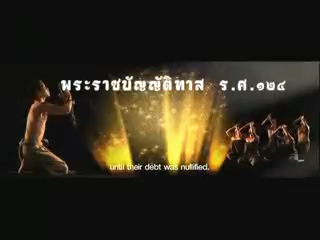 พระราชบัญญัติทาส ร.ศ.๑๒๔
until their debt was nullified.